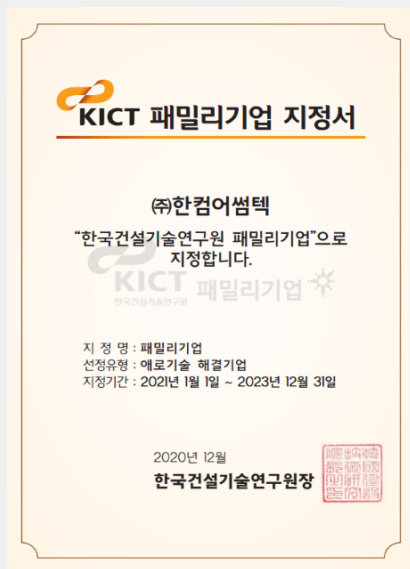 KICT 패밀리기업 지정서
㈜한컴어썸텍
“한국건설기술연구원 패밀리기업”으로
지정합니다.
KICT 패밀리기업
한국건설기술연구원
지 정 명 : 패밀리기업
선정유형 : 애로기술 해결기업
지정기간 : 2021년 1월 1일 ~ 2023년 12월 31일
2020년 12월
한국건설기술연구원장